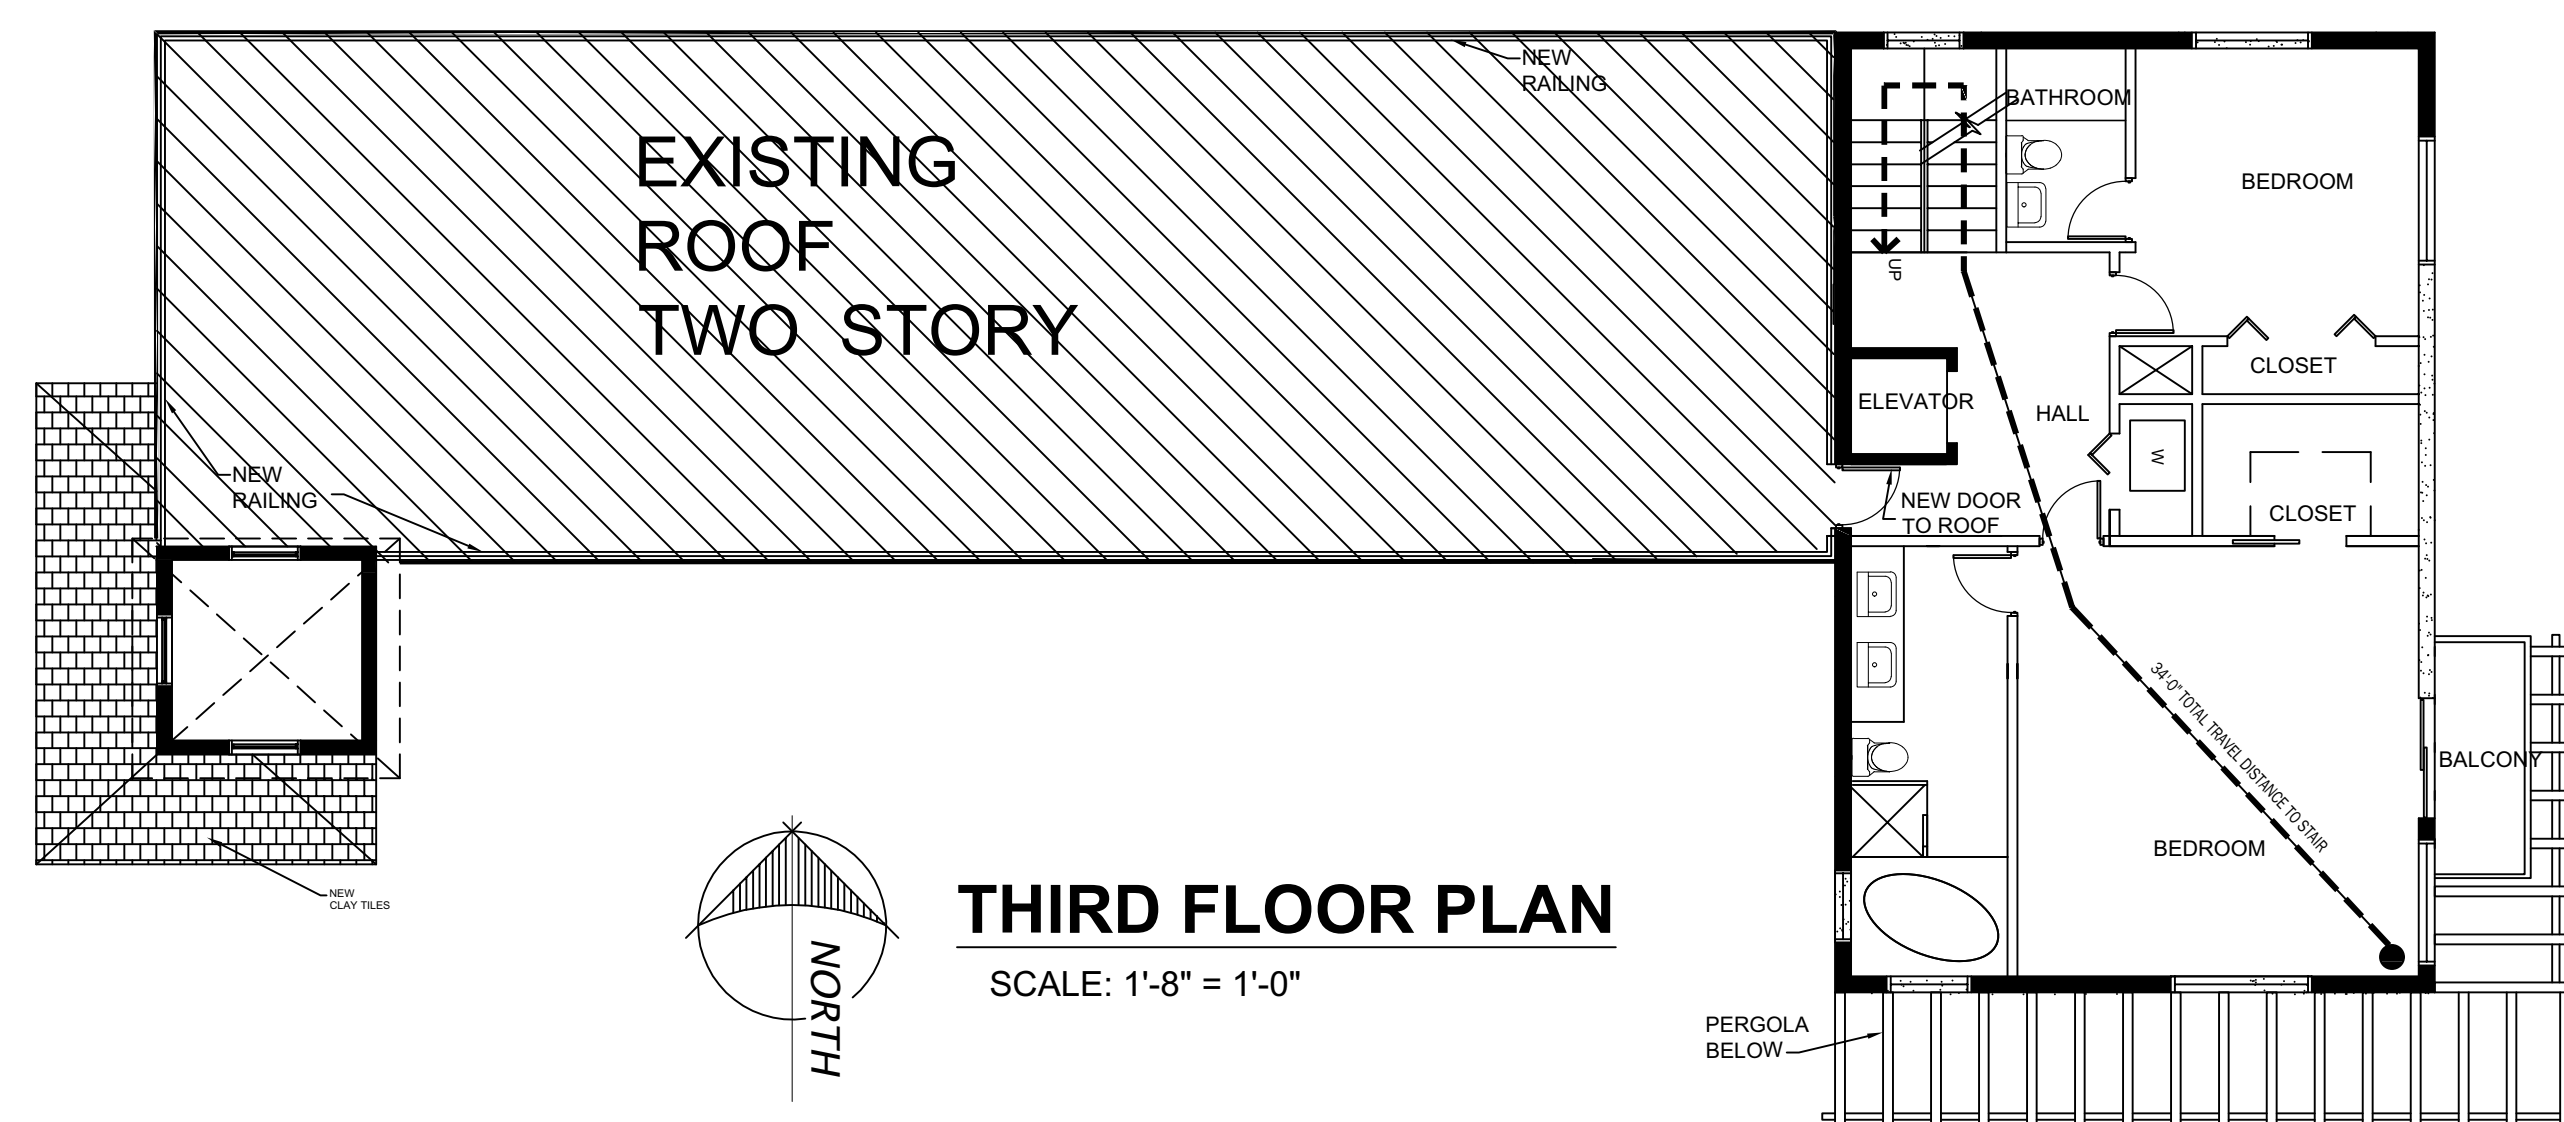 NEW
RAILING
EXISTING
ROOF
TWO STORY
BATHROOM
BEDROOM
UP
CLOSET
ELEVATOR
HALL
W
NEW
RAILING
NEW DOOR
TO ROOF
CLOSET
34'-0" TOTAL TRAVEL DISTANCE TO STAIR
BALCONY
BEDROOM
NEW
CLAY TILES
NORTH
THIRD FLOOR PLAN
SCALE: 1'-8" = 1'-0"
PERGOLA
BELOW